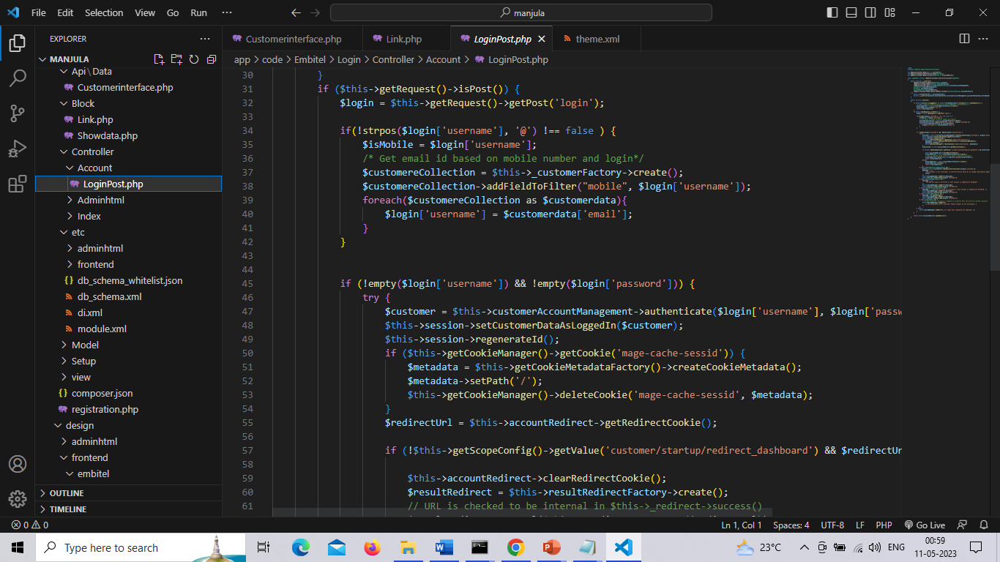 File Edit Selection View Go Run ··· manjula
EXPLORER ···
MANJULA
Api\Data
Customerinterface.php
Block
Link.php
Showdata.php
Controller
Account
LoginPost.php
Adminhtml
Index
etc
adminhtml
frontend
db_schema_whitelist.json
db_schema.xml
di.xml
module.xml
Model
Setup
view
composer.json
registration.php
design
adminhtml
frontend
embitel
OUTLINE
TIMELINE
Customerinterface.php Link.php LoginPost.php theme.xml
app > code > Embitel > Login > Controller > Account > LoginPost.php
30 }
31 if ($this->getRequest()->isPost()) {
32 $login = $this->getRequest()->getPost('login');
33
34 if(!strpos($login['username'], '@') !== false ) {
35 $isMobile = $login['username'];
36 /* Get email id based on mobile number and login*/
37 $customereCollection = $this->_customerFactory->create();
38 $customereCollection->addFieldToFilter("mobile", $login['username']);
39 foreach($customereCollection as $customerdata){
40 $login['username'] = $customerdata['email'];
41 }
42 }
43
44
45 if (!empty($login['username']) && !empty($login['password'])) {
46 try {
47 $customer = $this->customerAccountManagement->authenticate($login['username'], $login['passw
48 $this->session->setCustomerDataAsLoggedIn($customer);
49 $this->session->regenerateId();
50 if ($this->getCookieManager()->getCookie('mage-cache-sessid')) {
51 $metadata = $this->getCookieMetadataFactory()->createCookieMetadata();
52 $metadata->setPath('/');
53 $this->getCookieManager()->deleteCookie('mage-cache-sessid', $metadata);
54 }
55 $redirectUrl = $this->accountRedirect->getRedirectCookie();
56
57 if (!$this->getScopeConfig()->getValue('customer/startup/redirect_dashboard') && $redirectUr
58
59 $this->accountRedirect->clearRedirectCookie();
60 $resultRedirect = $this->resultRedirectFactory->create();
61 // URL is checked to be internal in $this->_redirect->success()
0 0 Ln 1, Col 1 Spaces: 4 UTF-8 LF PHP Go Live
Type here to search 23°C ENG 00:59
11-05-2023